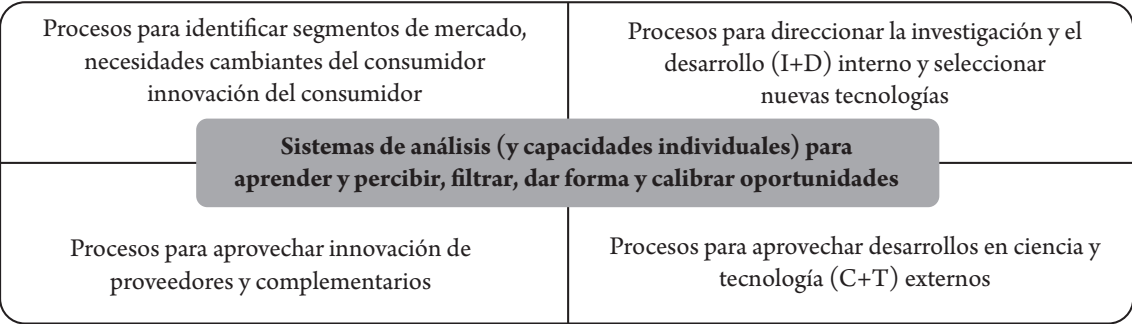 Procesos para identificar segmentos de mercado,
necesidades cambiantes del consumidor
innovación del consumidor
Procesos para direccionar la investigación y el
desarrollo (I+D) interno y seleccionar
nuevas tecnologías
Sistemas de análisis (y capacidades individuales) para
aprender y percibir, filtrar, dar forma y calibrar oportunidades
Procesos para aprovechar innovación de
proveedores y complementarios
Procesos para aprovechar desarrollos en ciencia y
tecnología (C+T) externos